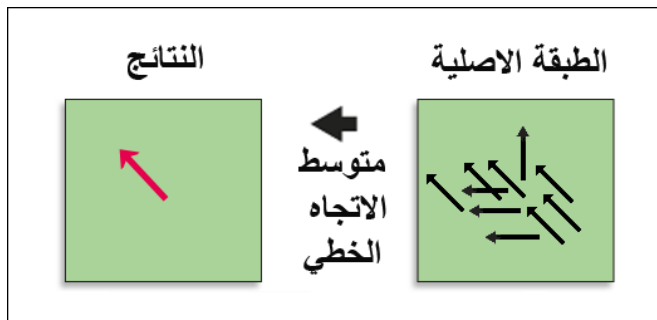 الطبقة الاصلية
متوسط
الاتجاه
الخطي
النتائج